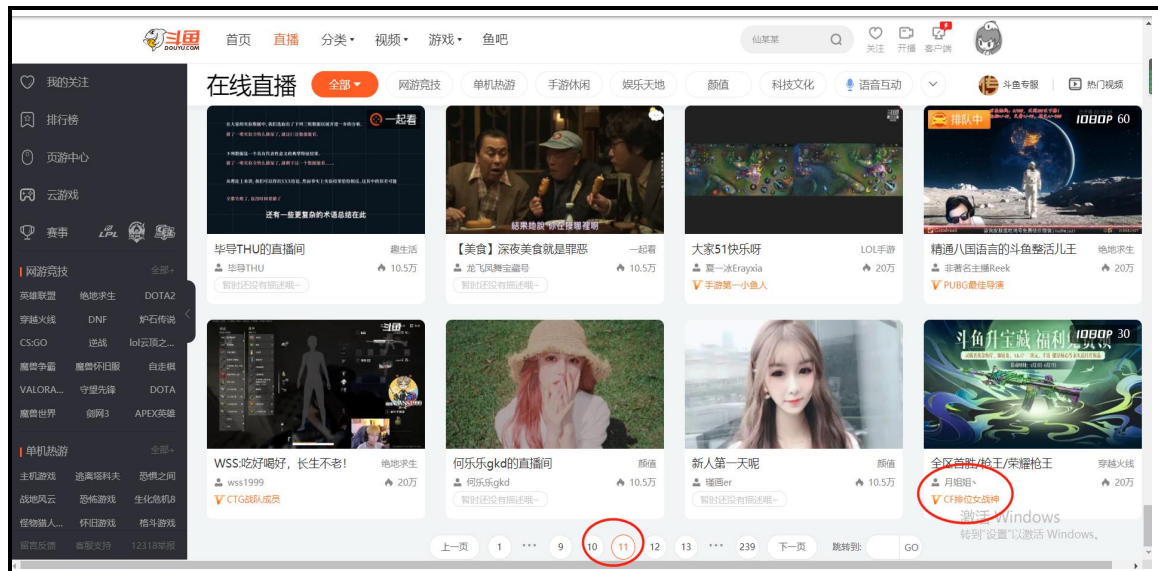 斗鱼
DOUYU.COM
首页 直播 分类 视频 游戏 鱼吧
仙某某
关注 开播 客户端
我的关注
排行榜
页游中心
云游戏
赛事 LPL
网游竞技 全部+
英雄联盟 绝地求生 DOTA2
穿越火线 DNF 炉石传说
CS:GO 逆战 lol云顶之...
魔兽争霸 魔兽怀旧服 自走棋
VALORA... 守望先锋 DOTA
魔兽世界 剑网3 APEX英雄
单机热游 全部+
主机游戏 逃离塔科夫 恐惧之间
战地风云 恐怖游戏 生化危机8
怪物猎人... 怀旧游戏 格斗游戏
留言反馈 客服支持 12318举报
在线直播 全部 网游竞技 单机热游 手游休闲 娱乐天地 颜值 科技文化 语音互动
斗鱼专服 热门视频
一起看
还有一些更复杂的术语总结在此
毕导THU的直播间 趣生活
毕导THU 10.5万
暂时还没有描述哦~
结果她說 你在摸哪裡明
【美食】深夜美食就是罪恶 一起看
龙飞凤舞宝藏号 10.5万
暂时还没有描述哦~
大家51快乐呀 LOL手游
夏一冰Erayxia 20万
手游第一小鱼人
排队中 1080P 60
精通八国语言的斗鱼整活儿王 绝地求生
非著名主播Reek 20万
PUBG最佳导演
斗鱼
WSS1999
WSS:吃好喝好，长生不老! 绝地求生
wss1999 20万
CTG战队成员
何乐乐gkd的直播间 颜值
何乐乐gkd 10.5万
暂时还没有描述哦~
新人第一天呢 颜值
瑾画er 10.5万
暂时还没有描述哦~
1080P 30
斗鱼升宝藏 福利
全区首胜/枪王/荣耀枪王 穿越火线
月姐姐丶 20万
CF排位女战神
激活 Windows
转到"设置"以激活 Windows。
上一页 1 ••• 9 10 11 12 13 ••• 239 下一页 跳转到: GO